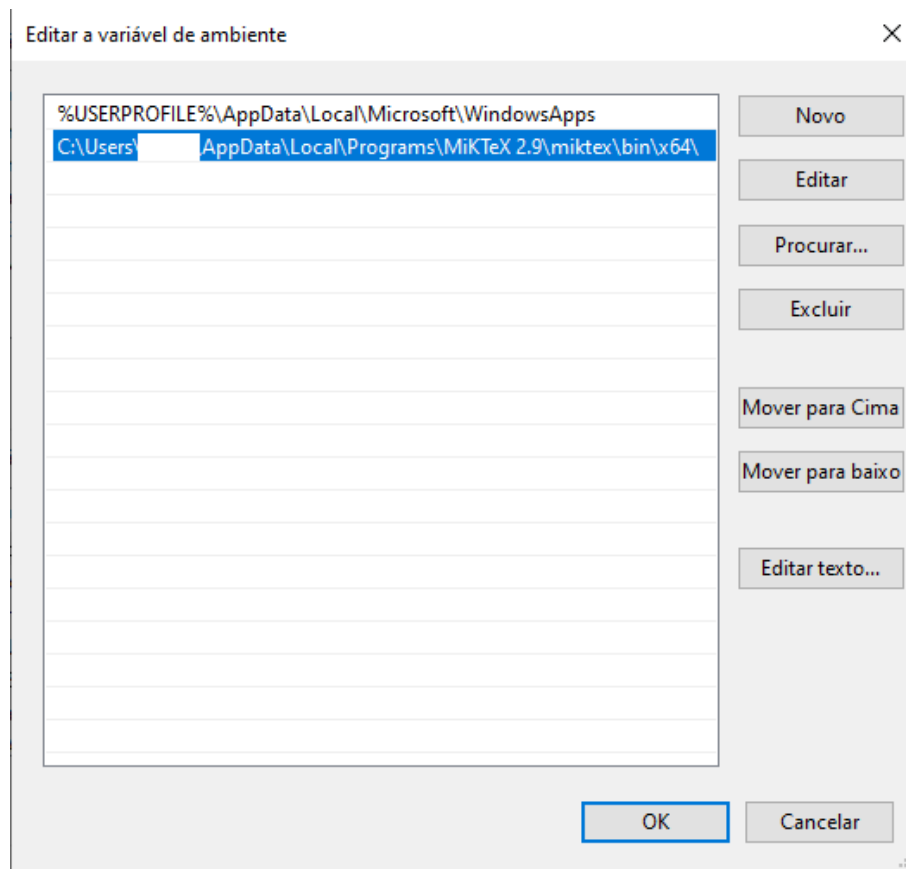 Editar a variável de ambiente
%USERPROFILE%\AppData\Local\Microsoft\WindowsApps
C:\Users\ AppData\Local\Programs\MiKTeX 2.9\miktex\bin\x64\
Novo
Editar
Procurar...
Excluir
Mover para Cima
Mover para baixo
Editar texto...
OK
Cancelar